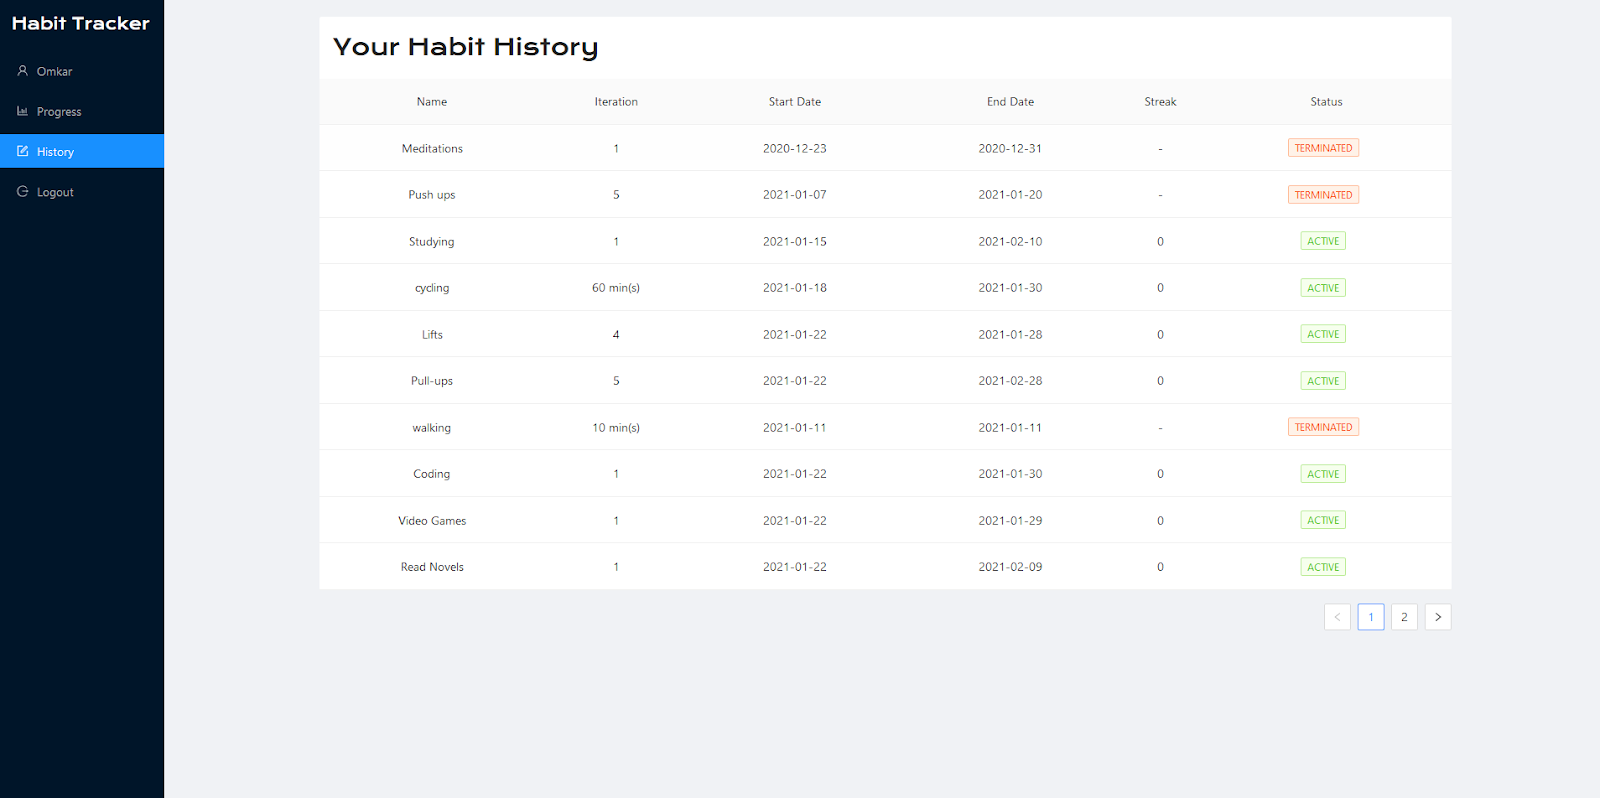 Habit Tracker
Omkar
Progress
History
Logout
Your Habit History
Name Iteration Start Date End Date Streak Status
Meditations 1 2020-12-23 2020-12-31 - TERMINATED
Push ups 5 2021-01-07 2021-01-20 - TERMINATED
Studying 1 2021-01-15 2021-02-10 0 ACTIVE
cycling 60 min(s) 2021-01-18 2021-01-30 0 ACTIVE
Lifts 4 2021-01-22 2021-01-28 0 ACTIVE
Pull-ups 5 2021-01-22 2021-02-28 0 ACTIVE
walking 10 min(s) 2021-01-11 2021-01-11 - TERMINATED
Coding 1 2021-01-22 2021-01-30 0 ACTIVE
Video Games 1 2021-01-22 2021-01-29 0 ACTIVE
Read Novels 1 2021-01-22 2021-02-09 0 ACTIVE
< 1 2 >